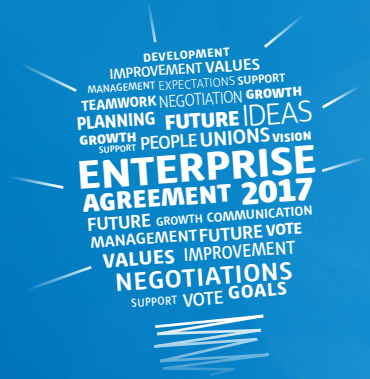 DEVELOPMENT
IMPROVEMENT VALUES
MANAGEMENT EXPECTATIONS SUPPORT
TEAMWORK NEGOTIATION GROWTH
PLANNING FUTURE IDEAS
GROWTH SUPPORT PEOPLE UNIONS VISION
ENTERPRISE
AGREEMENT 2017
FUTURE GROWTH COMMUNICATION
MANAGEMENT FUTURE VOTE
VALUES IMPROVEMENT
NEGOTIATIONS
SUPPORT VOTE GOALS